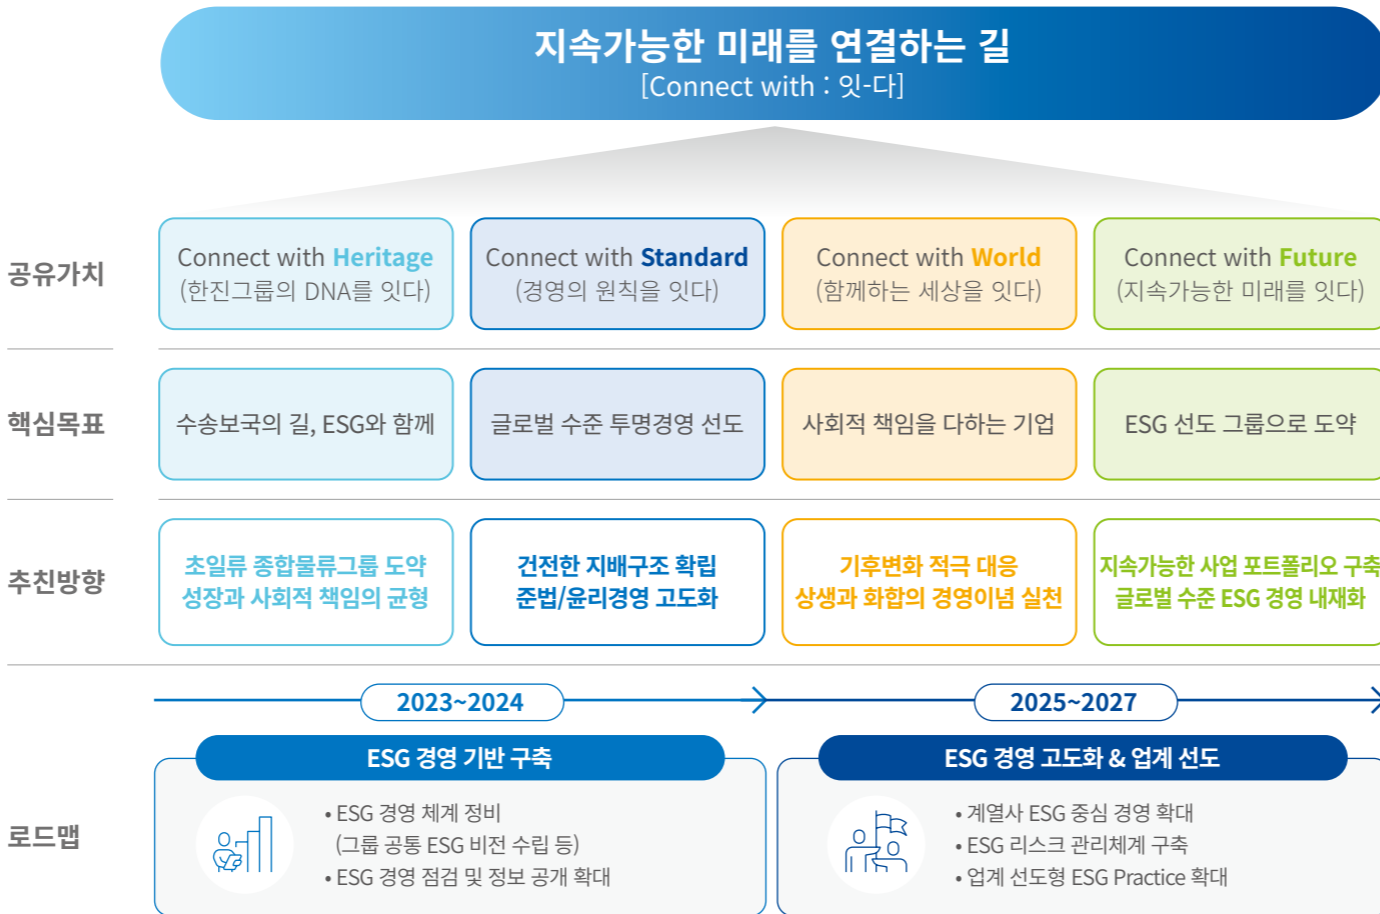 지속가능한 미래를 연결하는 길
[Connect with : 잇-다]
공유가치
Connect with Heritage
(한진그룹의 DNA를 잇다)
Connect with Standard
(경영의 원칙을 잇다)
Connect with World
(함께하는 세상을 잇다)
Connect with Future
(지속가능한 미래를 잇다)
핵심목표
수송보국의 길, ESG와 함께
글로벌 수준 투명경영 선도
사회적 책임을 다하는 기업
ESG 선도 그룹으로 도약
추친방향
초일류 종합물류그룹 도약
성장과 사회적 책임의 균형
건전한 지배구조 확립
준법/윤리경영 고도화
기후변화 적극 대응
상생과 화합의 경영이념 실천
지속가능한 사업 포트폴리오 구축
글로벌 수준 ESG 경영 내재화
로드맵
2023~2024
ESG 경영 기반 구축
• ESG 경영 체계 정비
(그룹 공통 ESG 비전 수립 등)
• ESG 경영 점검 및 정보 공개 확대
2025~2027
ESG 경영 고도화 & 업계 선도
• 계열사 ESG 중심 경영 확대
• ESG 리스크 관리체계 구축
• 업계 선도형 ESG Practice 확대